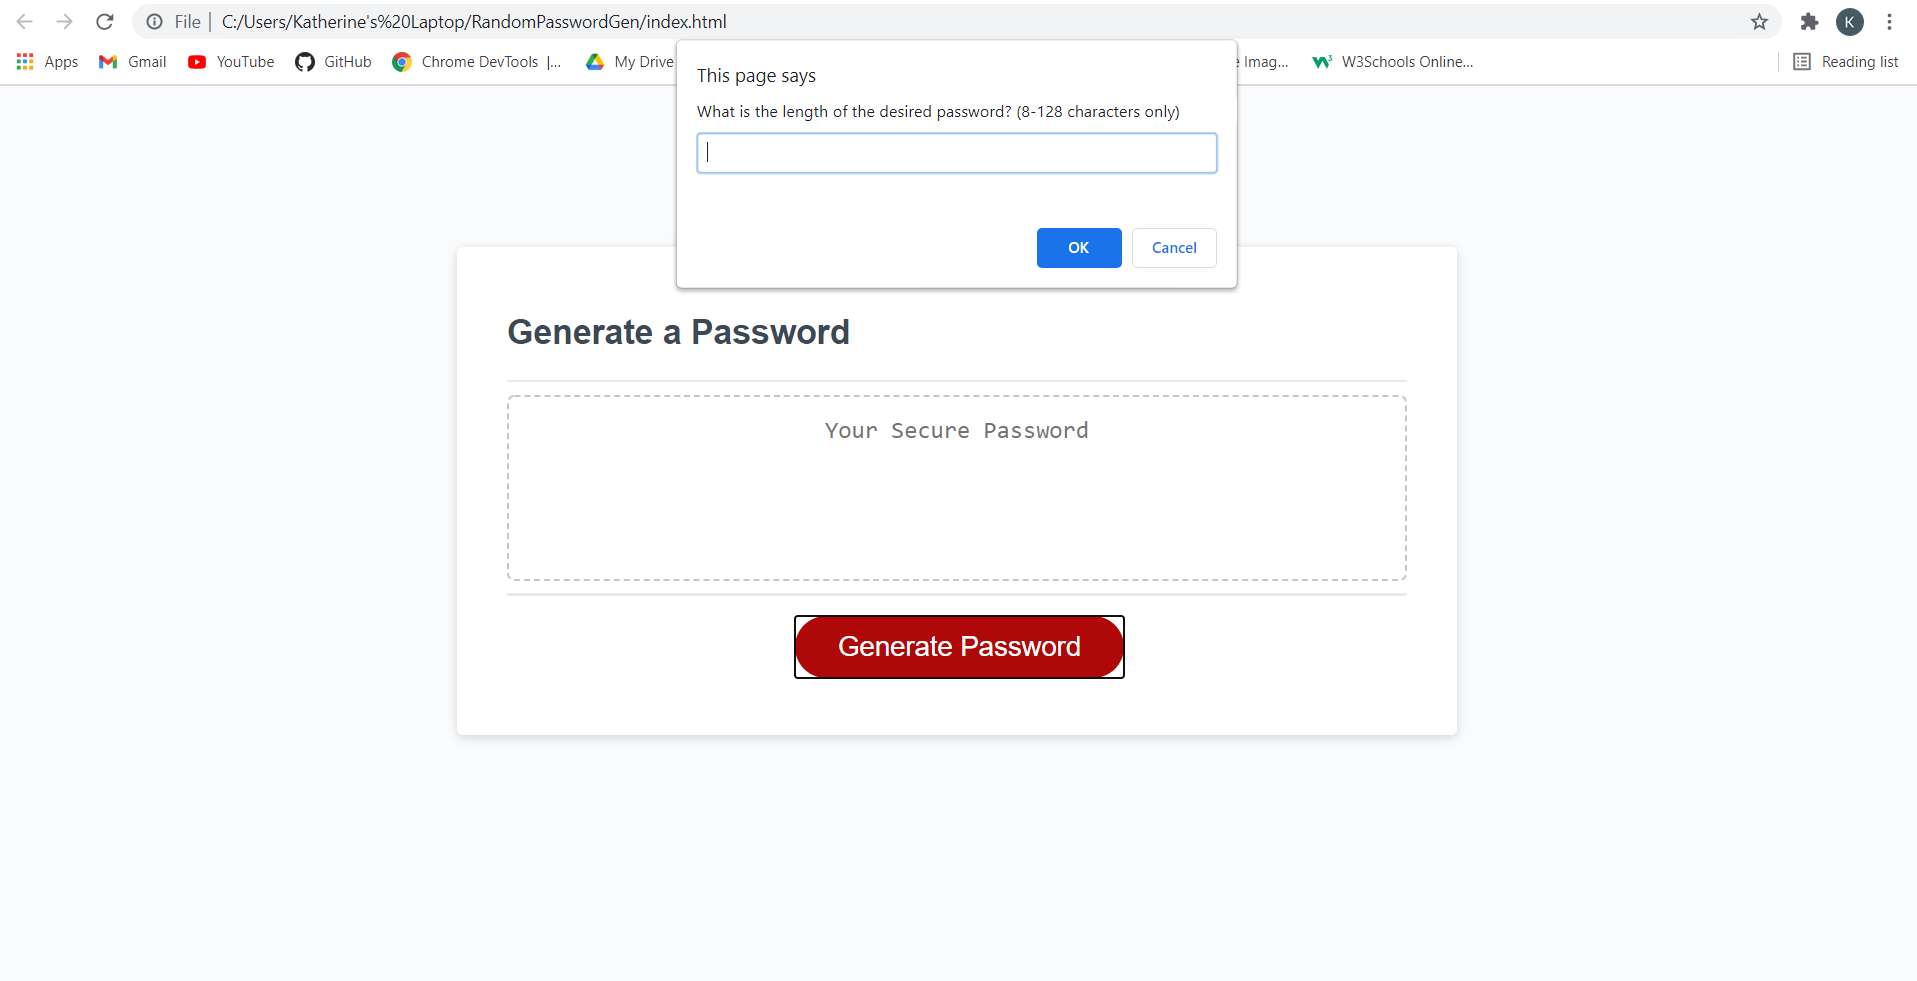 File | C:/Users/Katherine's%20Laptop/RandomPasswordGen/index.html
K
Apps Gmail YouTube GitHub Chrome DevTools |... My Drive e Imag... W3Schools Online... Reading list
This page says
What is the length of the desired password? (8-128 characters only)
OK Cancel
Generate a Password
Your Secure Password
Generate Password